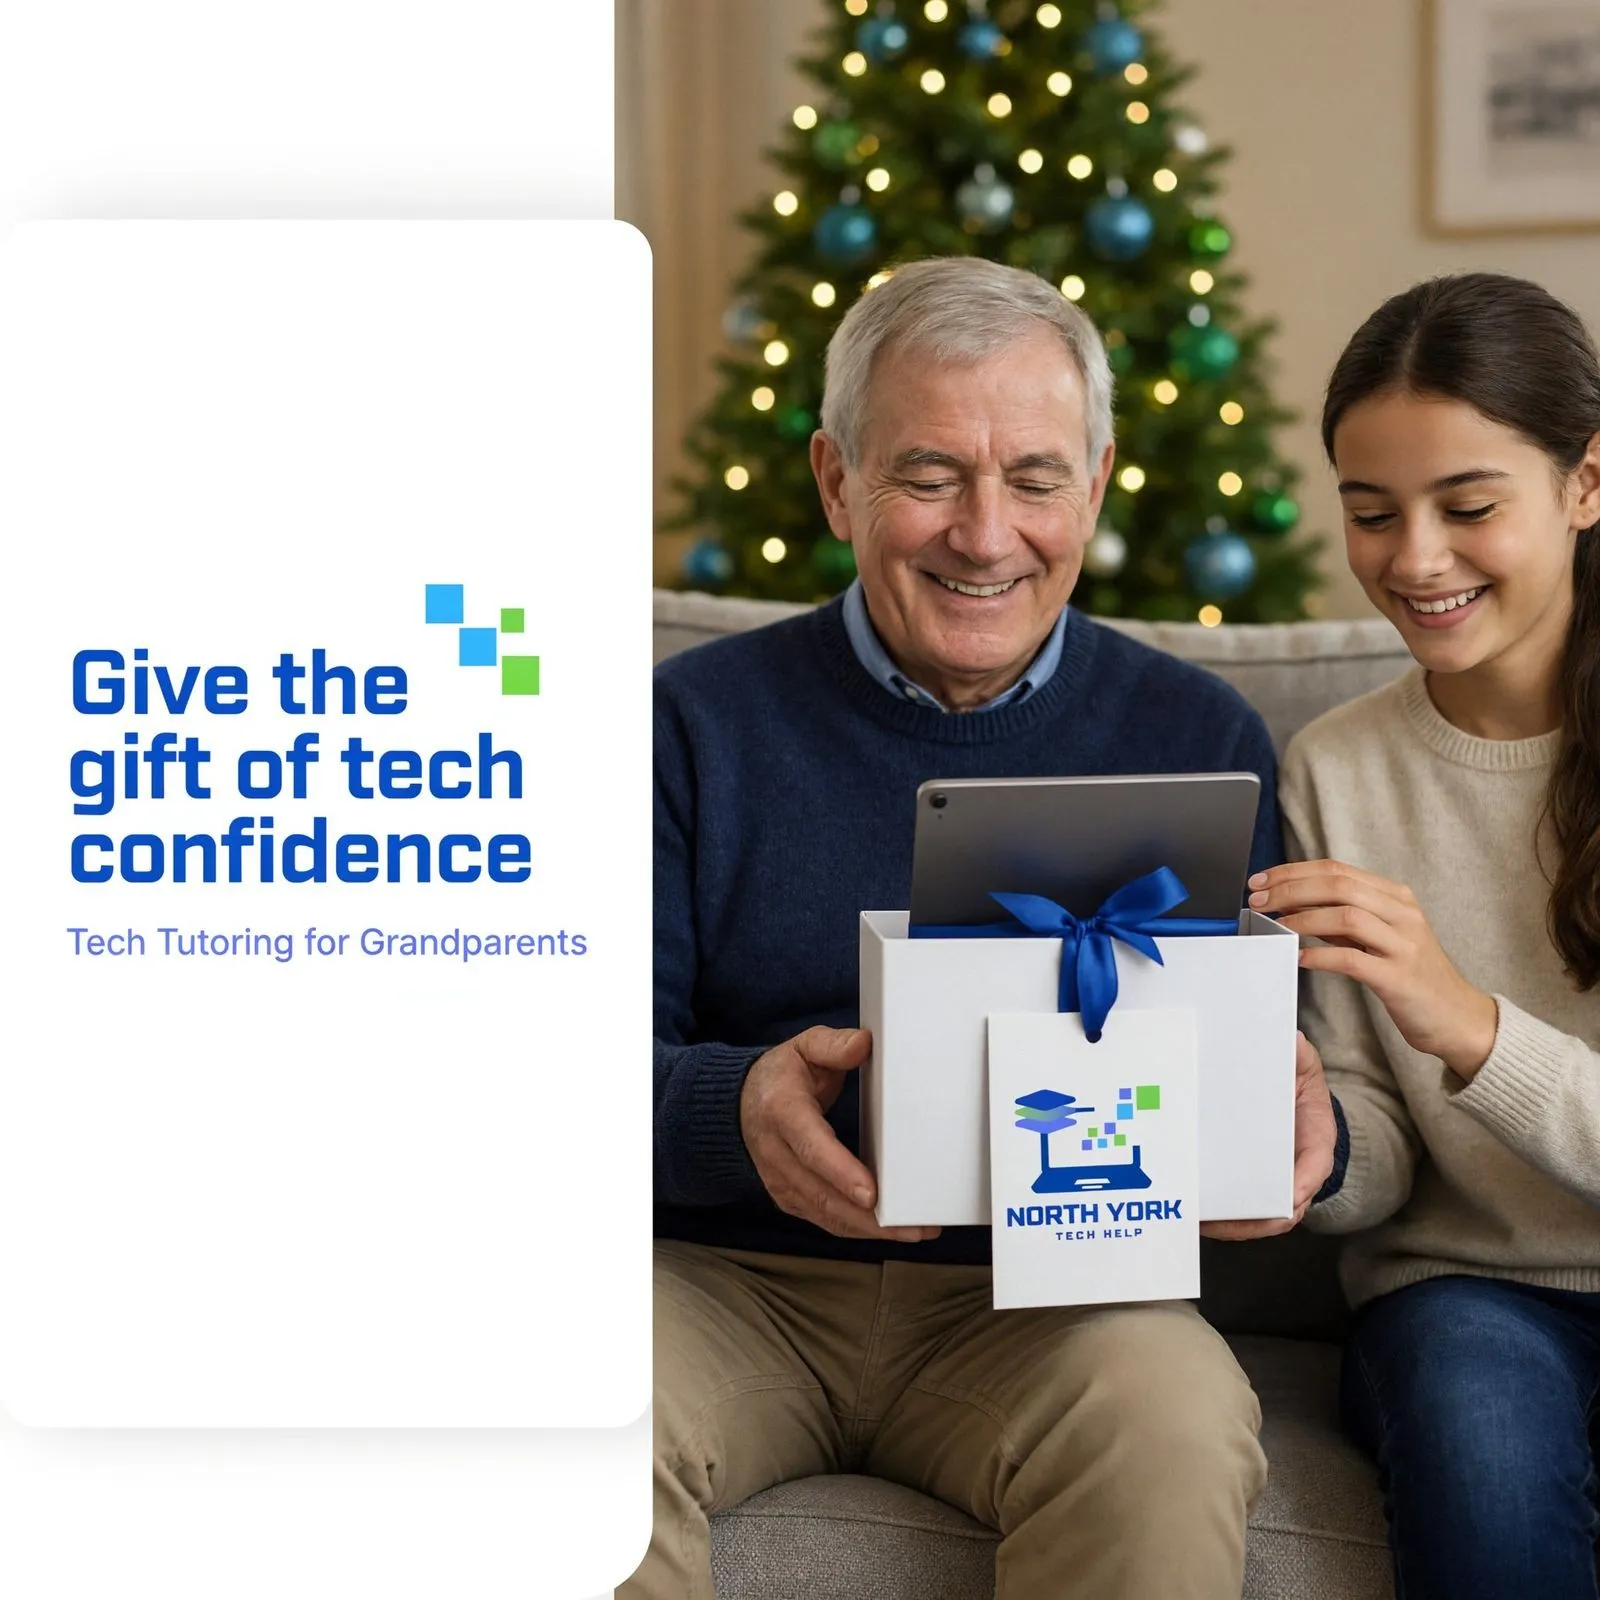 Give the
gift of tech
confidence
Tech Tutoring for Grandparents
NORTH YORK
TECH HELP